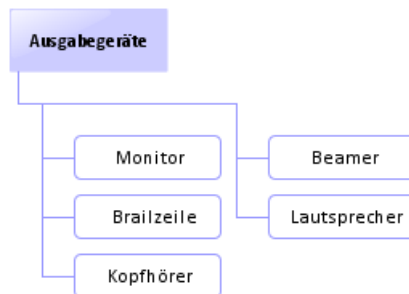 Ausgabegeräte
Monitor
Beamer
Brailzeile
Lautsprecher
Kopfhörer